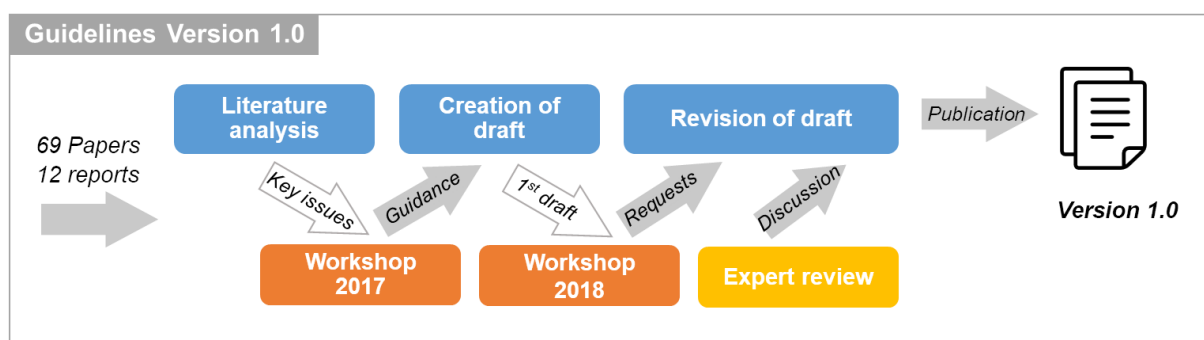 Guidelines Version 1.0
69 Papers
12 reports
Literature
analysis
Creation of
draft
Revision of draft
Publication
Key issues
Guidance
1st draft
Requests
Discussion
Version 1.0
Workshop
2017
Workshop
2018
Expert review